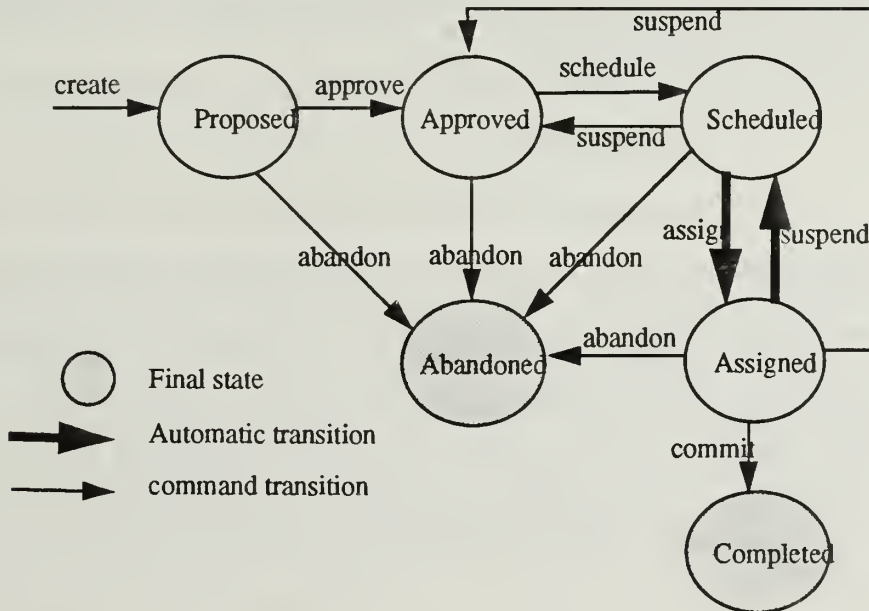 suspend
create
approve
schedule
Proposed
Approved
Scheduled
suspend
assign
suspend
abandon
abandon
abandon
abandon
Abandoned
Assigned
Final state
Automatic transition
commit
command transition
Completed